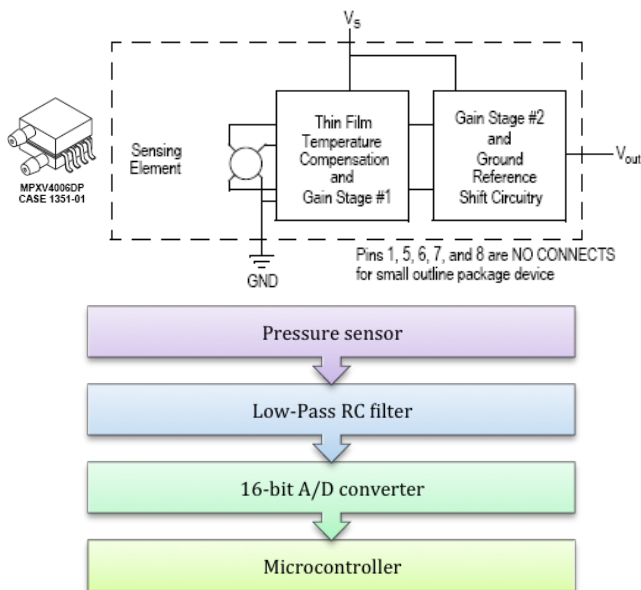 VS
Thin Film
Temperature
Compensation
and
Gain Stage #1
Gain Stage #2
and
Ground
Reference
Shift Circuitry
Sensing
Element
Vout
MPXV4006DP
CASE 1351-01
GND
Pins 1, 5, 6, 7, and 8 are NO CONNECTS
for small outline package device
Pressure sensor
Low-Pass RC filter
16-bit A/D converter
Microcontroller